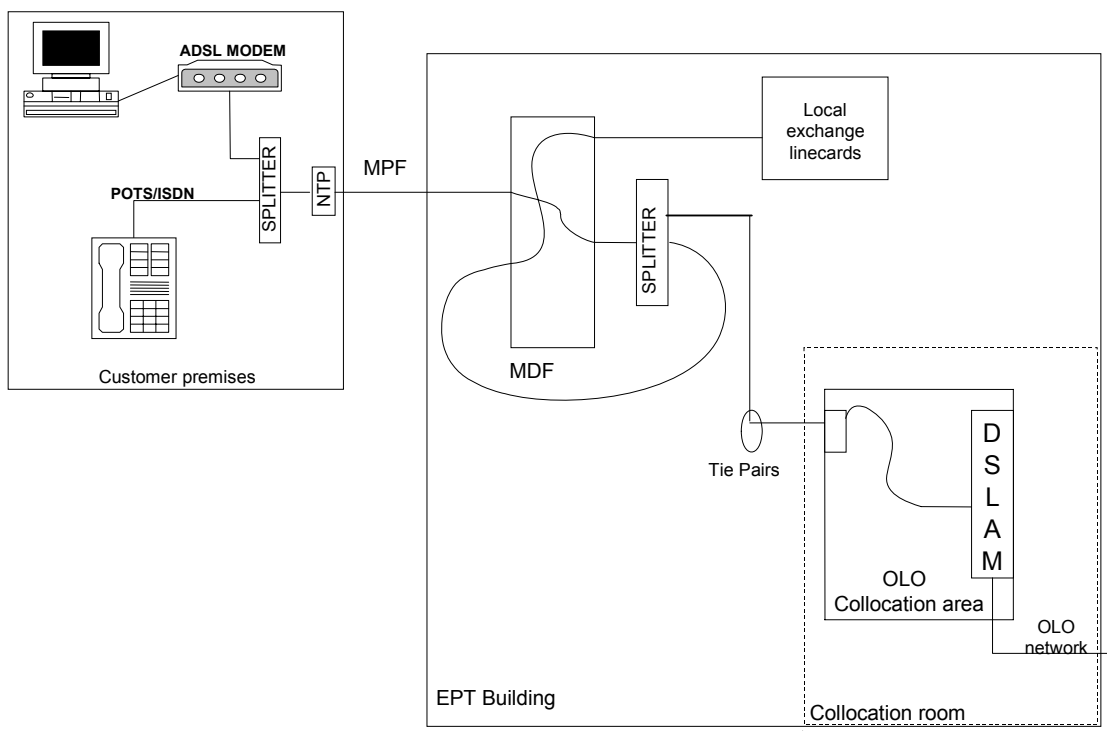 ADSL MODEM
SPLITTER
NTP
POTS/ISDN
Customer premises
MPF
MDF
SPLITTER
Local
exchange
linecards
Tie Pairs
D
S
L
A
M
OLO
Collocation area
OLO
network
EPT Building
Collocation room